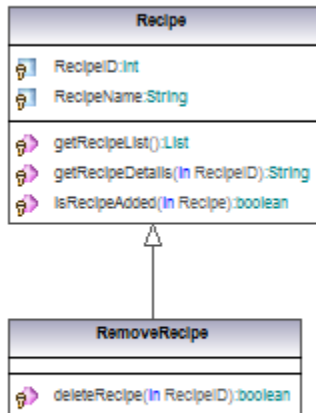 Recipe
RecipeID:Int
RecipeName:String
getRecipeList():List
getRecipeDetails(in RecipeID):String
isRecipeAdded(in Recipe):boolean
RemoveRecipe
deleteRecipe(in RecipeID):boolean